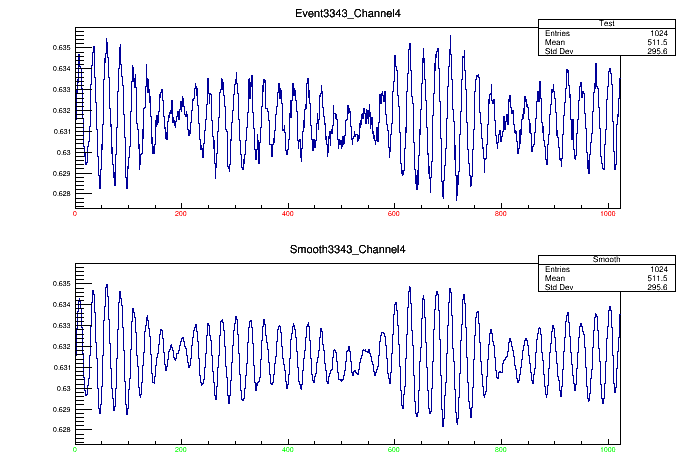 Event3343_Channel4
Test
Entries 1024
Mean 511.5
Std Dev 295.6
0.635
0.634
0.633
0.632
0.631
0.63
0.629
0.628
0 200 400 600 800 1000
Smooth3343_Channel4
Smooth
Entries 1024
Mean 511.5
Std Dev 295.6
0.635
0.634
0.633
0.632
0.631
0.63
0.629
0.628
0 200 400 600 800 1000